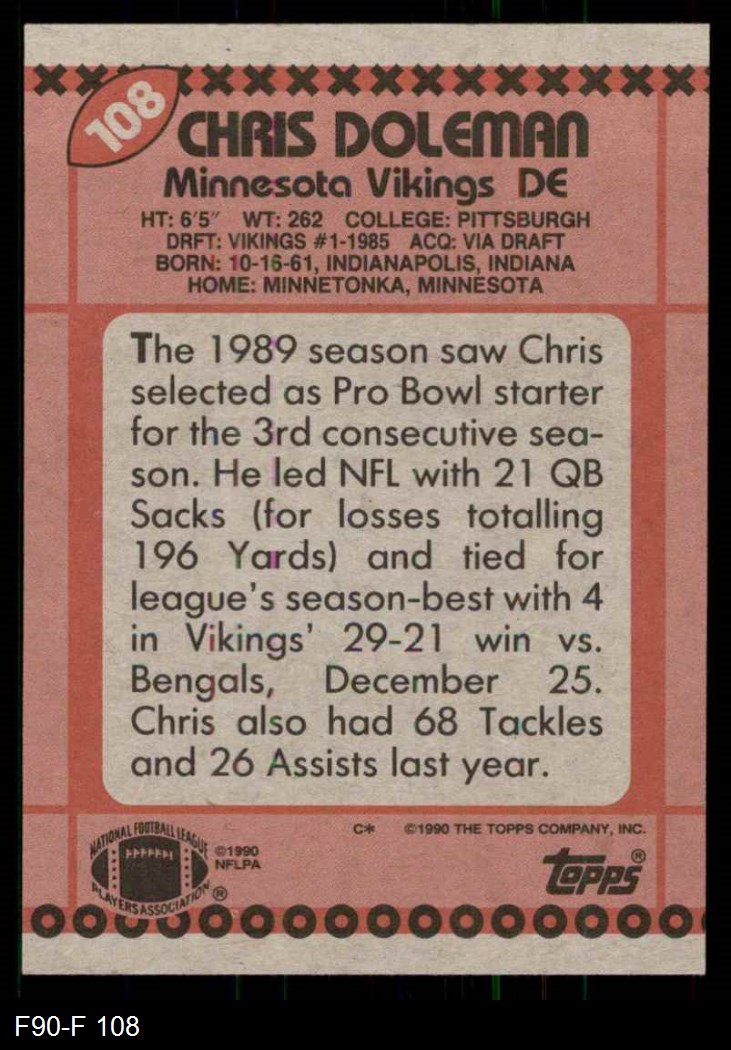 108
CHRIS DOLEMAN
Minnesota Vikings DE
HT: 6'5" WT: 262 COLLEGE: PITTSBURGH
DRFT: VIKINGS #1-1985 ACQ: VIA DRAFT
BORN: 10-16-61, INDIANAPOLIS, INDIANA
HOME: MINNETONKA, MINNESOTA
The 1989 season saw Chris
selected as Pro Bowl starter
for the 3rd consecutive sea-
son. He led NFL with 21 QB
Sacks (for losses totalling
196 Yards) and tied for
league's season-best with 4
in Vikings' 29-21 win vs.
Bengals, December 25.
Chris also had 68 Tackles
and 26 Assists last year.
C* ©1990 THE TOPPS COMPANY, INC.
NATIONAL FOOTBALL LEAGUE
PLAYERS ASSOCIATION ®
©1990
NFLPA
topps®
F90-F 108